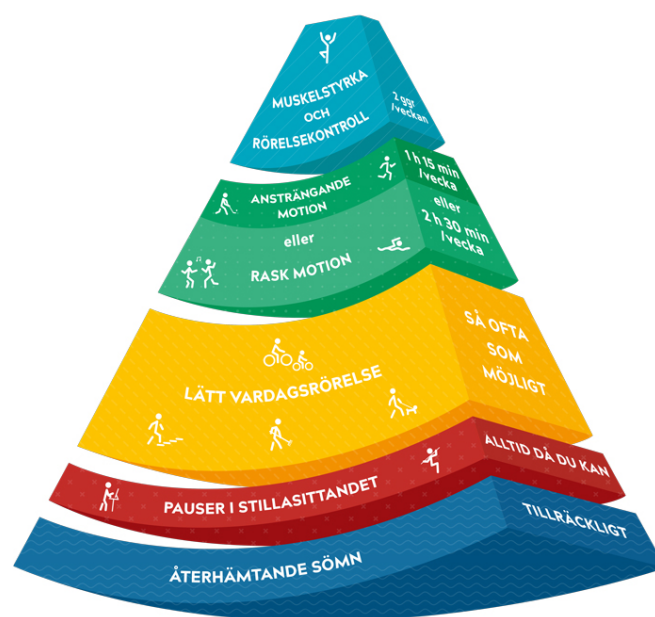 MUSKELSTYRKA
OCH
RÖRELSEKONTROLL
2 ggr
/veckan
ANSTRÄNGANDE
MOTION
1 h 15 min
/vecka
eller
RASK MOTION
eller
2 h 30 min
/vecka
LÄTT VARDAGSRÖRELSE
SÅ OFTA
SOM
MÖJLIGT
PAUSER I STILLASITTANDET
ALLTID DÅ DU KAN
ÅTERHÄMTANDE SÖMN
TILLRÄCKLIGT